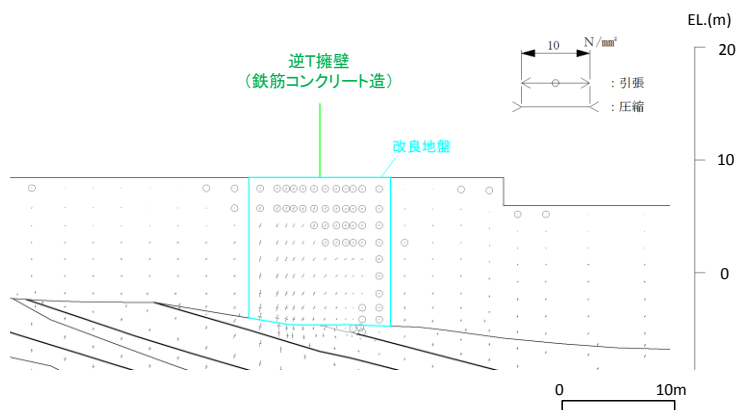 EL.(m)
20
10 N/mm²
：引張
：圧縮
逆T擁壁
（鉄筋コンクリート造）
改良地盤
10
0
0 10m